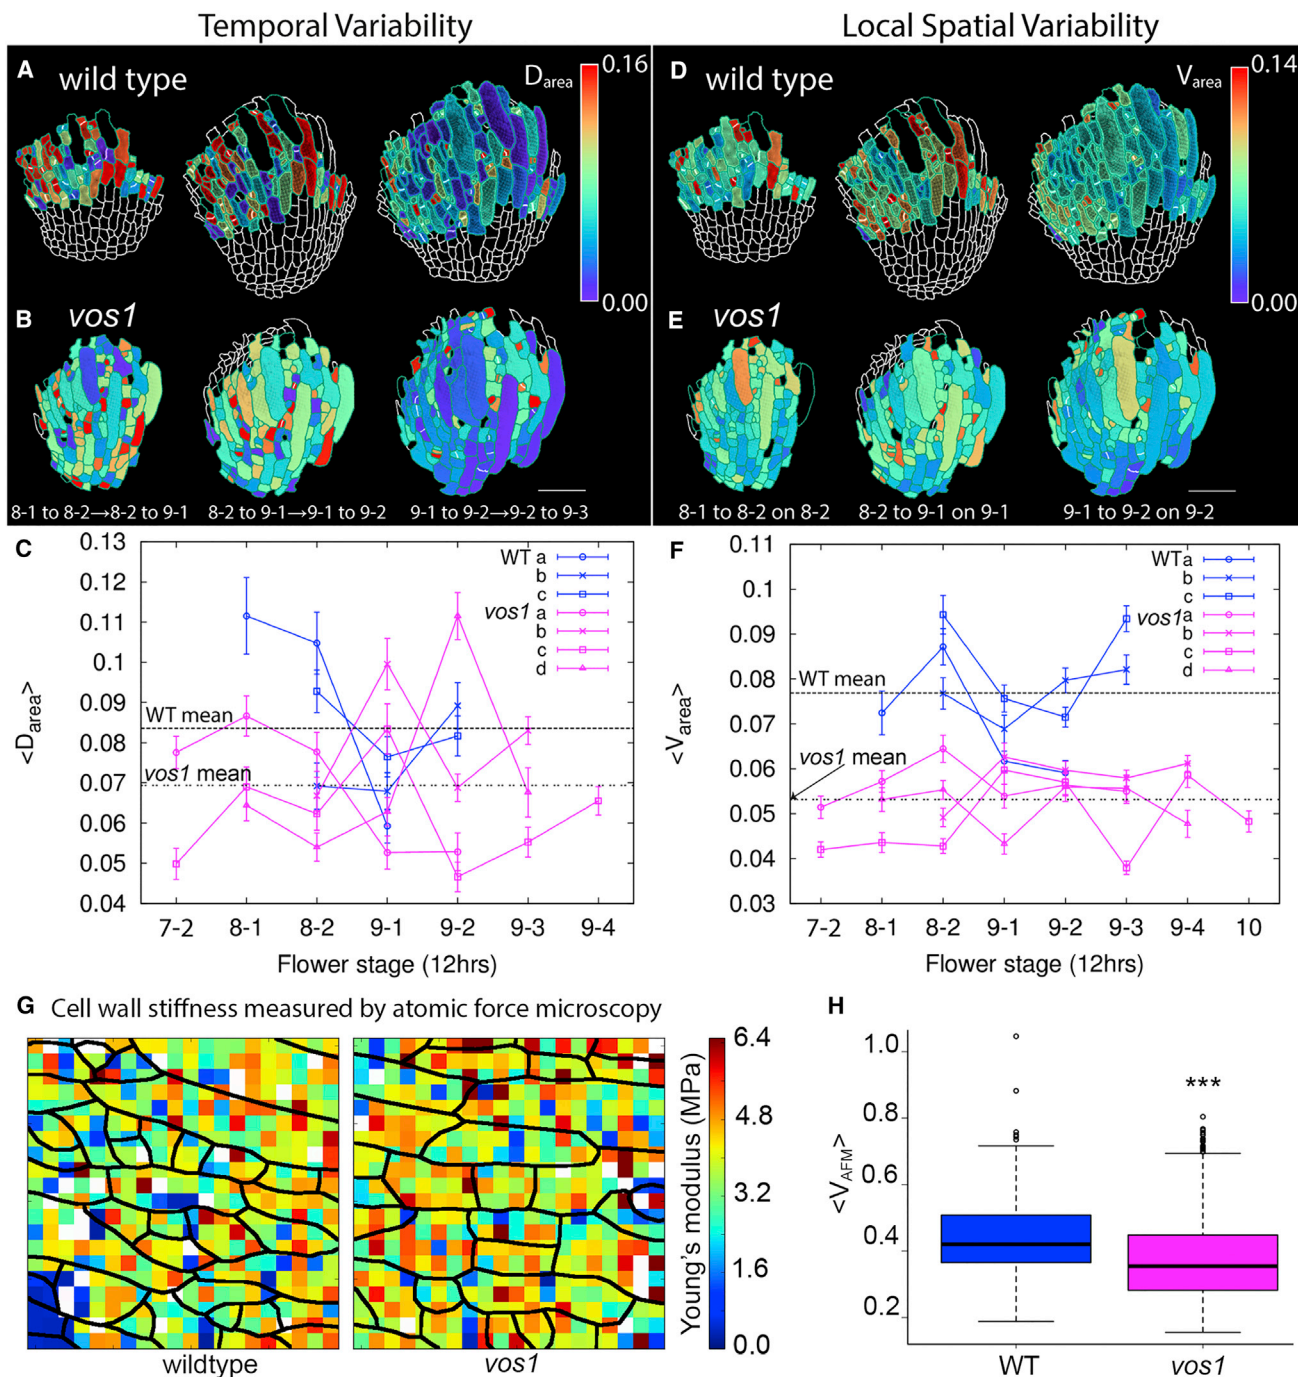 Temporal Variability
Local Spatial Variability
A wild type
D_area
0.16
0.00
B vos1
8-1 to 8-2→8-2 to 9-1
8-2 to 9-1→9-1 to 9-2
9-1 to 9-2→9-2 to 9-3
D wild type
V_area
0.14
0.00
E vos1
8-1 to 8-2 on 8-2
8-2 to 9-1 on 9-1
9-1 to 9-2 on 9-2
C
0.13
0.12
0.11
0.1
0.09
0.08
0.07
0.06
0.05
0.04
<D_area>
WT a
b
c
vos1 a
b
c
d
WT mean
vos1 mean
7-2 8-1 8-2 9-1 9-2 9-3 9-4
Flower stage (12hrs)
F
0.11
0.1
0.09
0.08
0.07
0.06
0.05
0.04
0.03
<V_area>
WT a
b
c
vos1 a
b
c
d
WT mean
vos1 mean
7-2 8-1 8-2 9-1 9-2 9-3 9-4 10
Flower stage (12hrs)
G Cell wall stiffness measured by atomic force microscopy
wildtype
vos1
6.4
4.8
3.2
1.6
0.0
Young's modulus (MPa)
H
1.0
0.8
0.6
0.4
0.2
<V_AFM>
***
WT
vos1